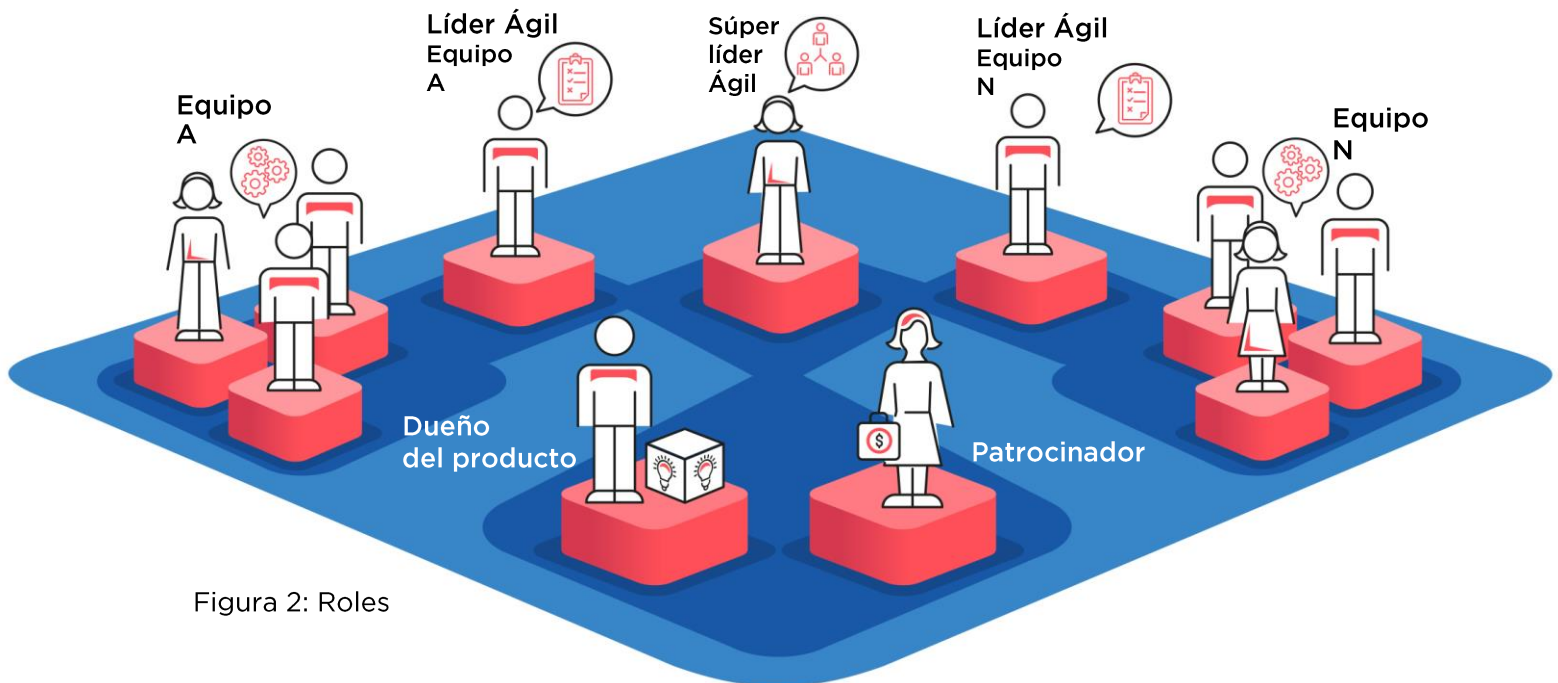 Líder Ágil
Equipo
A
Súper
líder
Ágil
Líder Ágil
Equipo
N
Equipo
A
Equipo
N
Dueño
del producto
$
Patrocinador
Figura 2: Roles